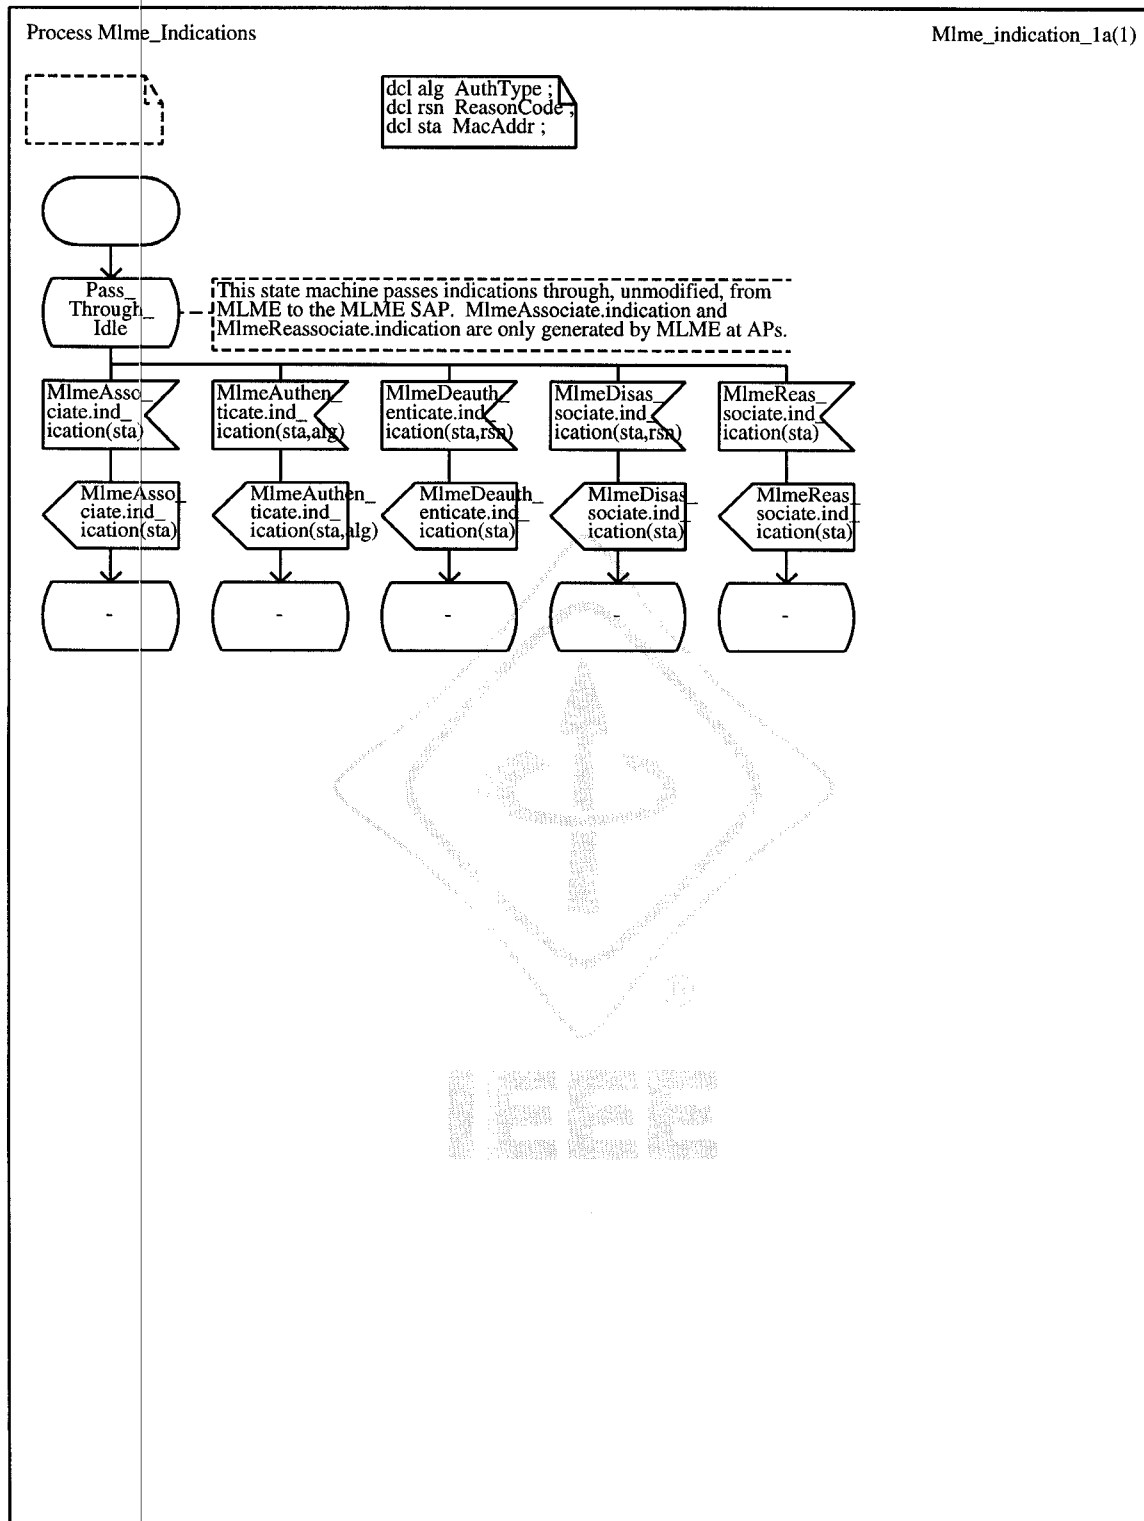 Process Mlme_Indications
Mlme_indication_1a(1)
dcl alg AuthType ;
dcl rsn ReasonCode ;
dcl sta MacAddr ;
Pass_
Through_
Idle
This state machine passes indications through, unmodified, from
MLME to the MLME SAP. MlmeAssociate.indication and
MlmeReassociate.indication are only generated by MLME at APs.
MlmeAsso_
ciate.ind_
ication(sta)
MlmeAuthen_
ticate.ind_
ication(sta,alg)
MlmeDeauth_
enticate.ind_
ication(sta,rsn)
MlmeDisas_
sociate.ind_
ication(sta,rsn)
MlmeReas_
sociate.ind_
ication(sta)
MlmeAsso_
ciate.ind_
ication(sta)
MlmeAuthen_
ticate.ind_
ication(sta,alg)
MlmeDeauth_
enticate.ind_
ication(sta)
MlmeDisas_
sociate.ind_
ication(sta)
MlmeReas_
sociate.ind_
ication(sta)
-
-
-
-
-
®
IEEE